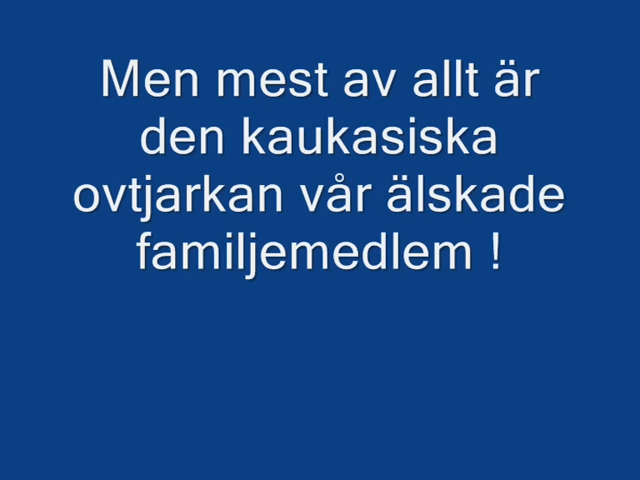 Men mest av allt är
den kaukasiska
ovtjarkan vår älskade
familjemedlem !